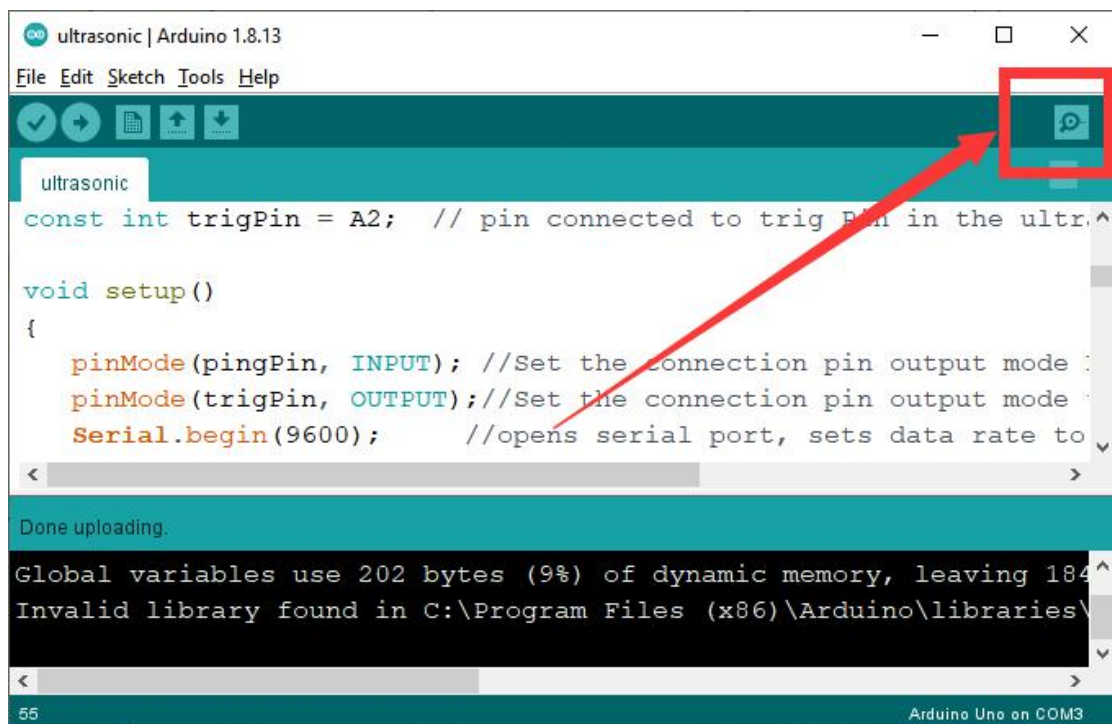 ultrasonic | Arduino 1.8.13
File Edit Sketch Tools Help
ultrasonic
const int trigPin = A2; // pin connected to trig Pin in the ultr
void setup()
{
pinMode(pingPin, INPUT); //Set the connection pin output mode
pinMode(trigPin, OUTPUT);//Set the connection pin output mode
Serial.begin(9600); //opens serial port, sets data rate to
Done uploading.
Global variables use 202 bytes (9%) of dynamic memory, leaving 184
Invalid library found in C:\Program Files (x86)\Arduino\libraries\
55
Arduino Uno on COM3